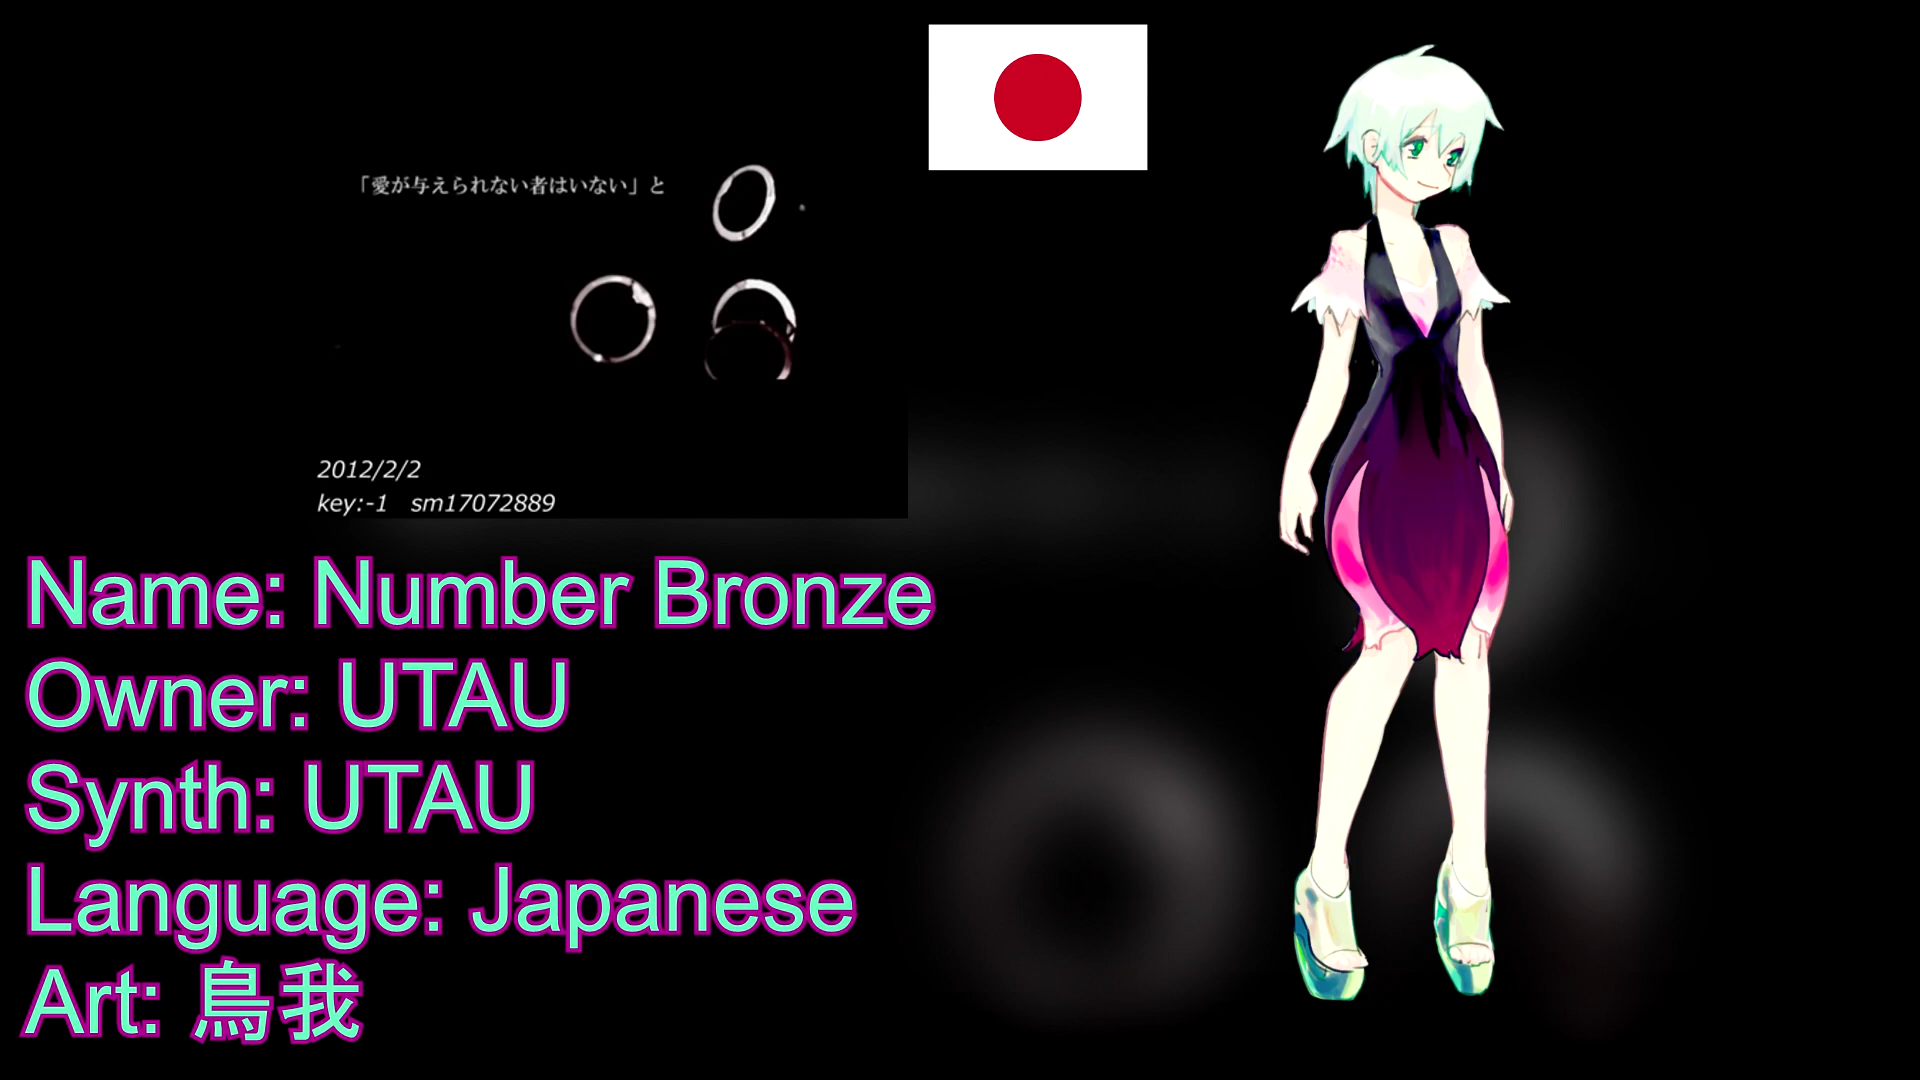 「愛が与えられない者はいない」と
2012/2/2
key:-1 sm17072889
Name: Number Bronze
Owner: UTAU
Synth: UTAU
Language: Japanese
Art: 鳥我